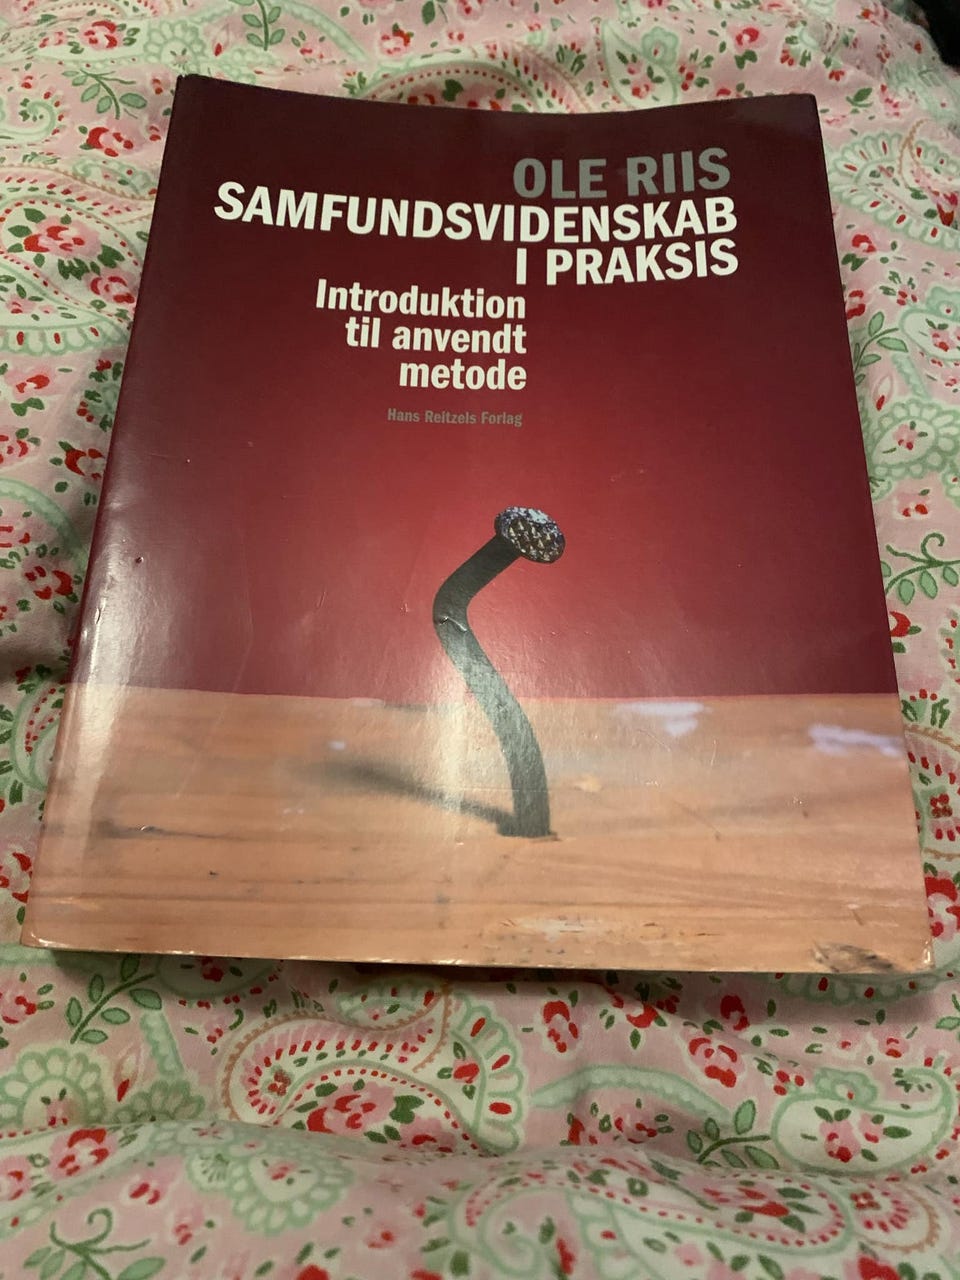 OLE RIIS
SAMFUNDSVIDENSKAB
I PRAKSIS
Introduktion
til anvendt
metode
Hans Reitzels Forlag